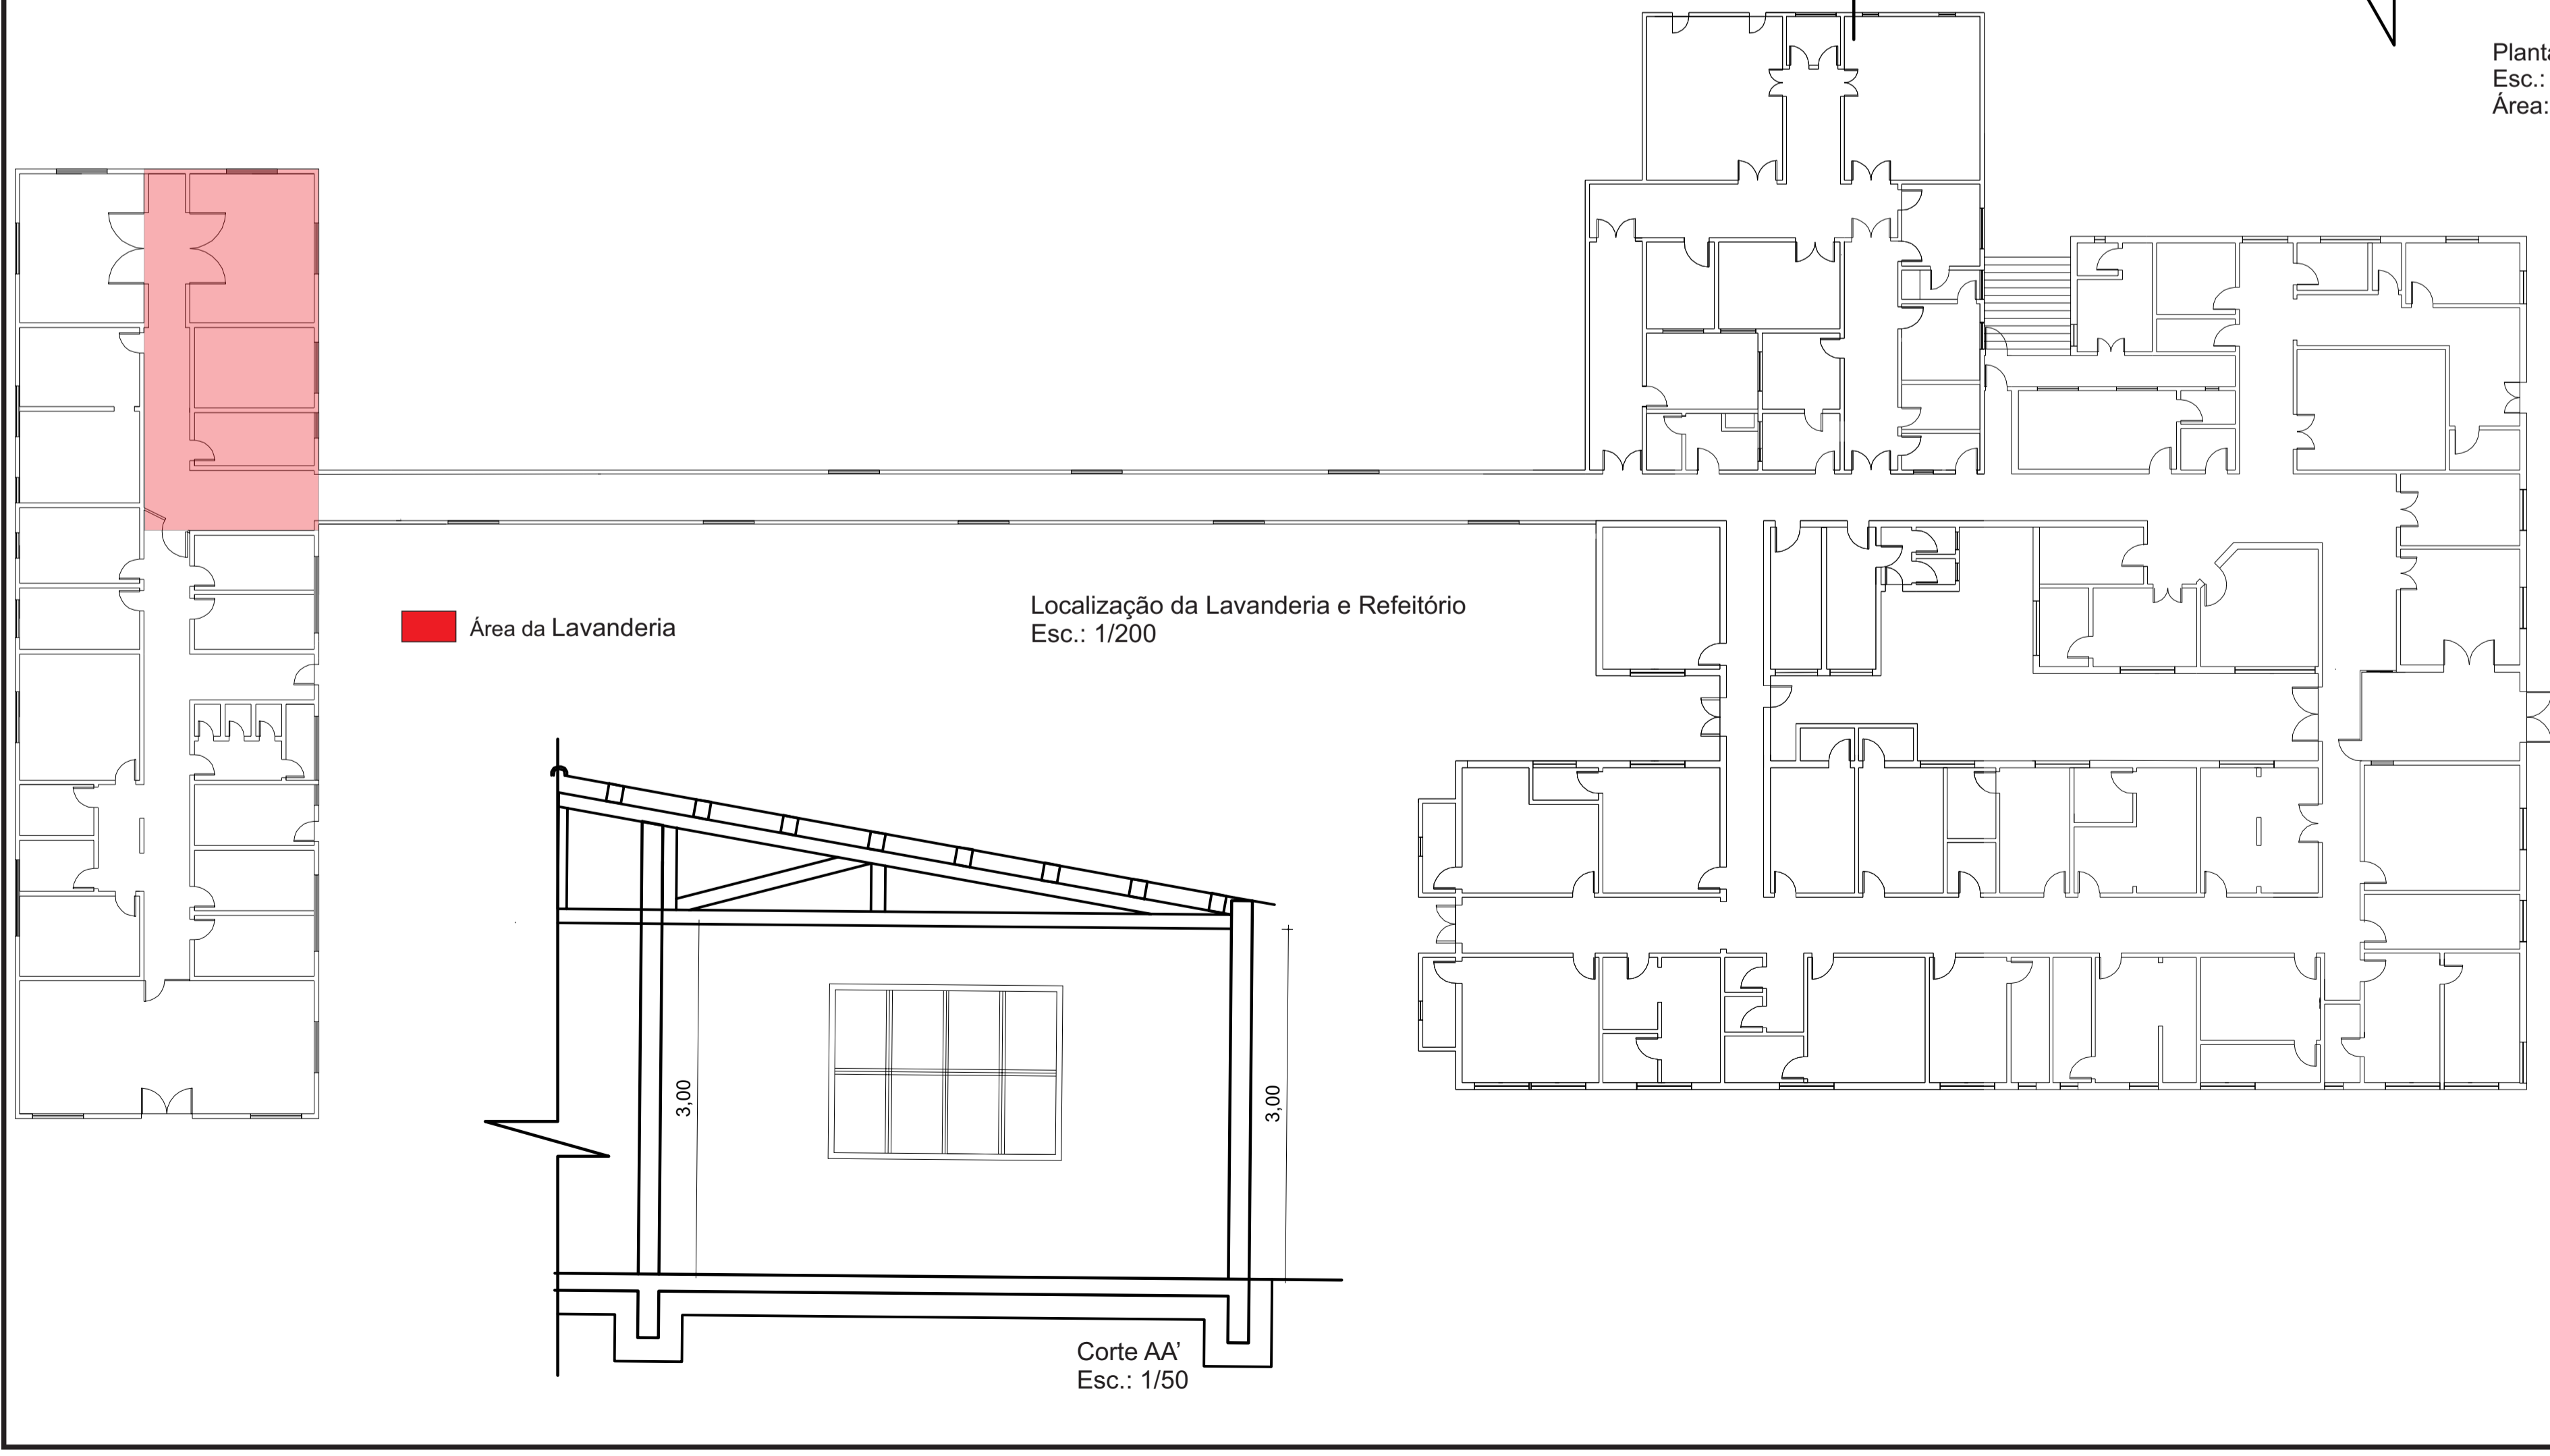 Esc.:
Área:
Área da Lavanderia
Localização da Lavanderia e Refeitório
Esc.: 1/200
3,00
3,00
Corte AA’
Esc.: 1/50